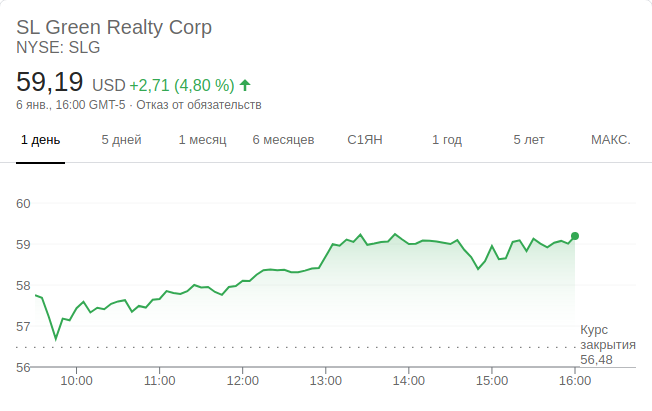 SL Green Realty Corp
NYSE: SLG
59,19 USD +2,71 (4,80 %)
6 янв., 16:00 GMT-5 · Отказ от обязательств
1 день 5 дней 1 месяц 6 месяцев С1ЯН 1 год 5 лет МАКС.
60
59
58
57
56
Курс
закрытия
56,48
10:00 11:00 12:00 13:00 14:00 15:00 16:00